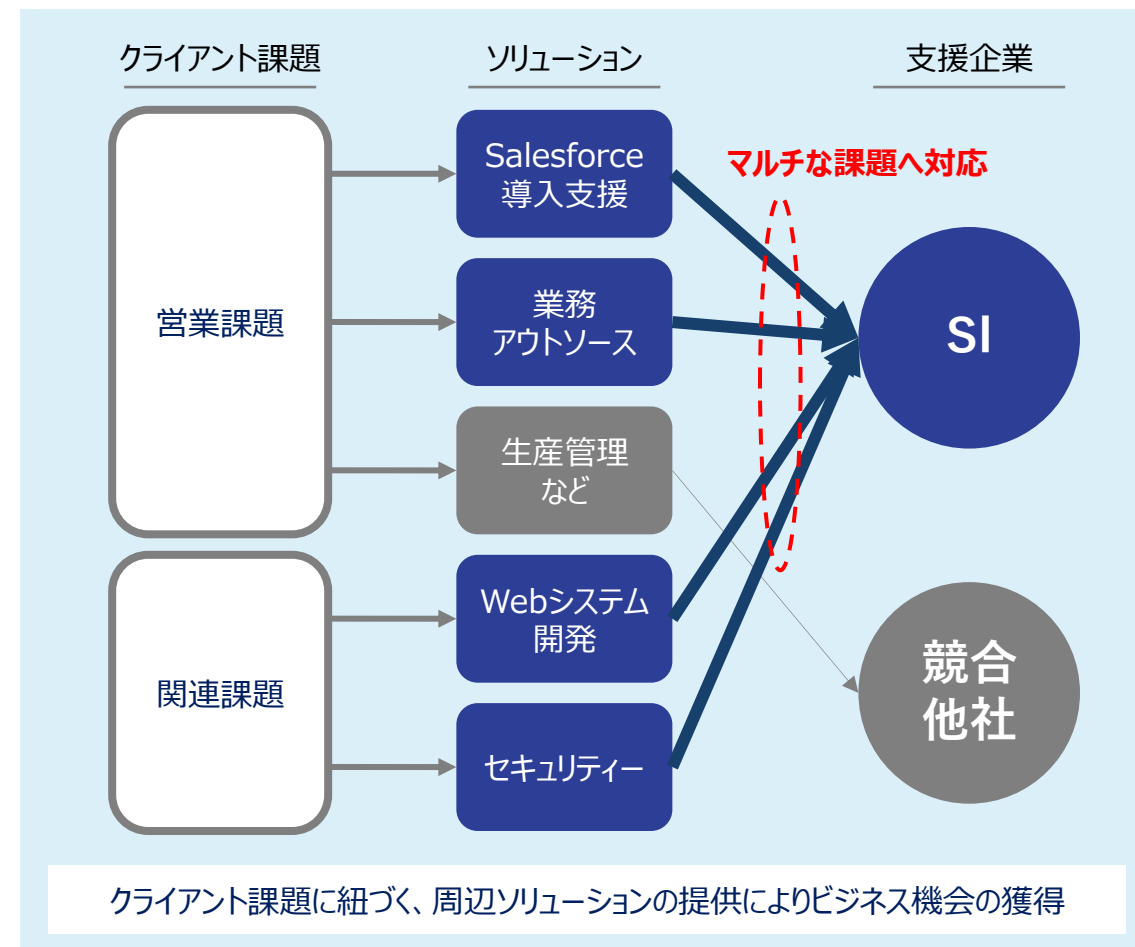 クライアント課題
ソリューション
支援企業
Salesforce
導入支援
マルチな課題へ対応
営業課題
業務
アウトソース
SI
生産管理
など
Webシステム
開発
関連課題
競合
他社
セキュリティー
クライアント課題に紐づく、周辺ソリューションの提供によりビジネス機会の獲得